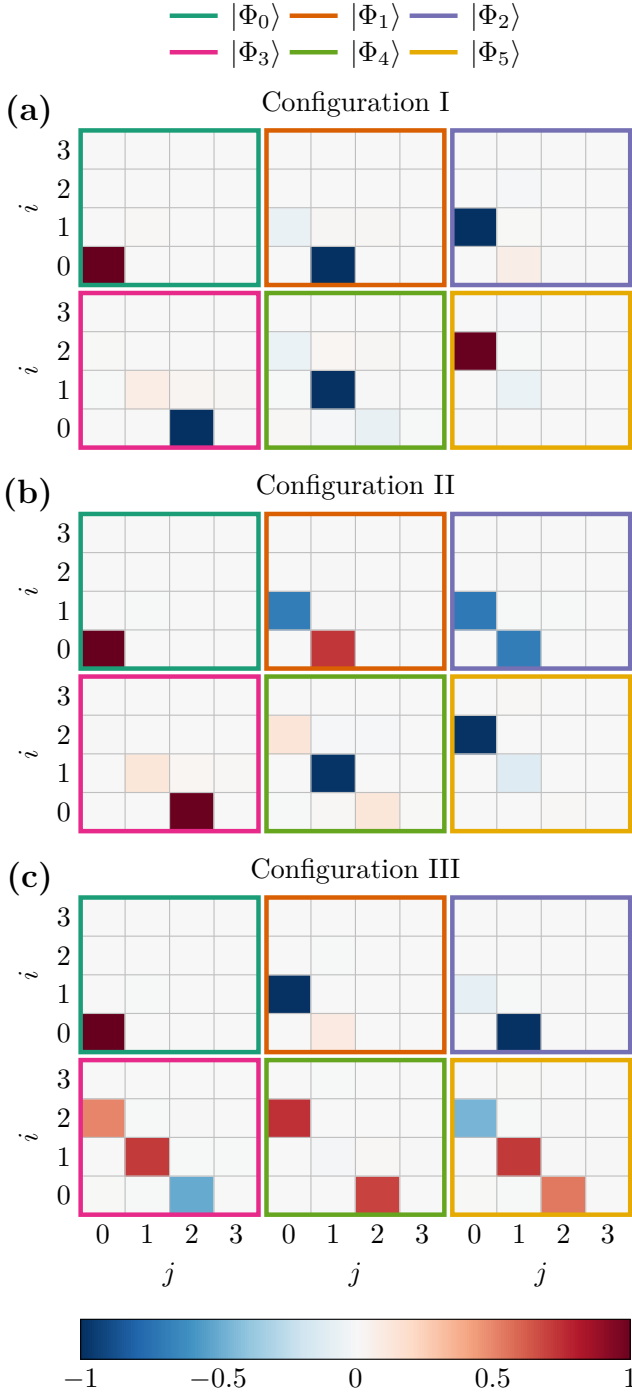 |Φ₀⟩ |Φ₁⟩ |Φ₂⟩
|Φ₃⟩ |Φ₄⟩ |Φ₅⟩
(a) Configuration I
3
2
1
0
i
3
2
1
0
i
(b) Configuration II
3
2
1
0
i
3
2
1
0
i
(c) Configuration III
3
2
1
0
i
3
2
1
0
i
0 1 2 3 0 1 2 3 0 1 2 3
j j j
−1 −0.5 0 0.5 1